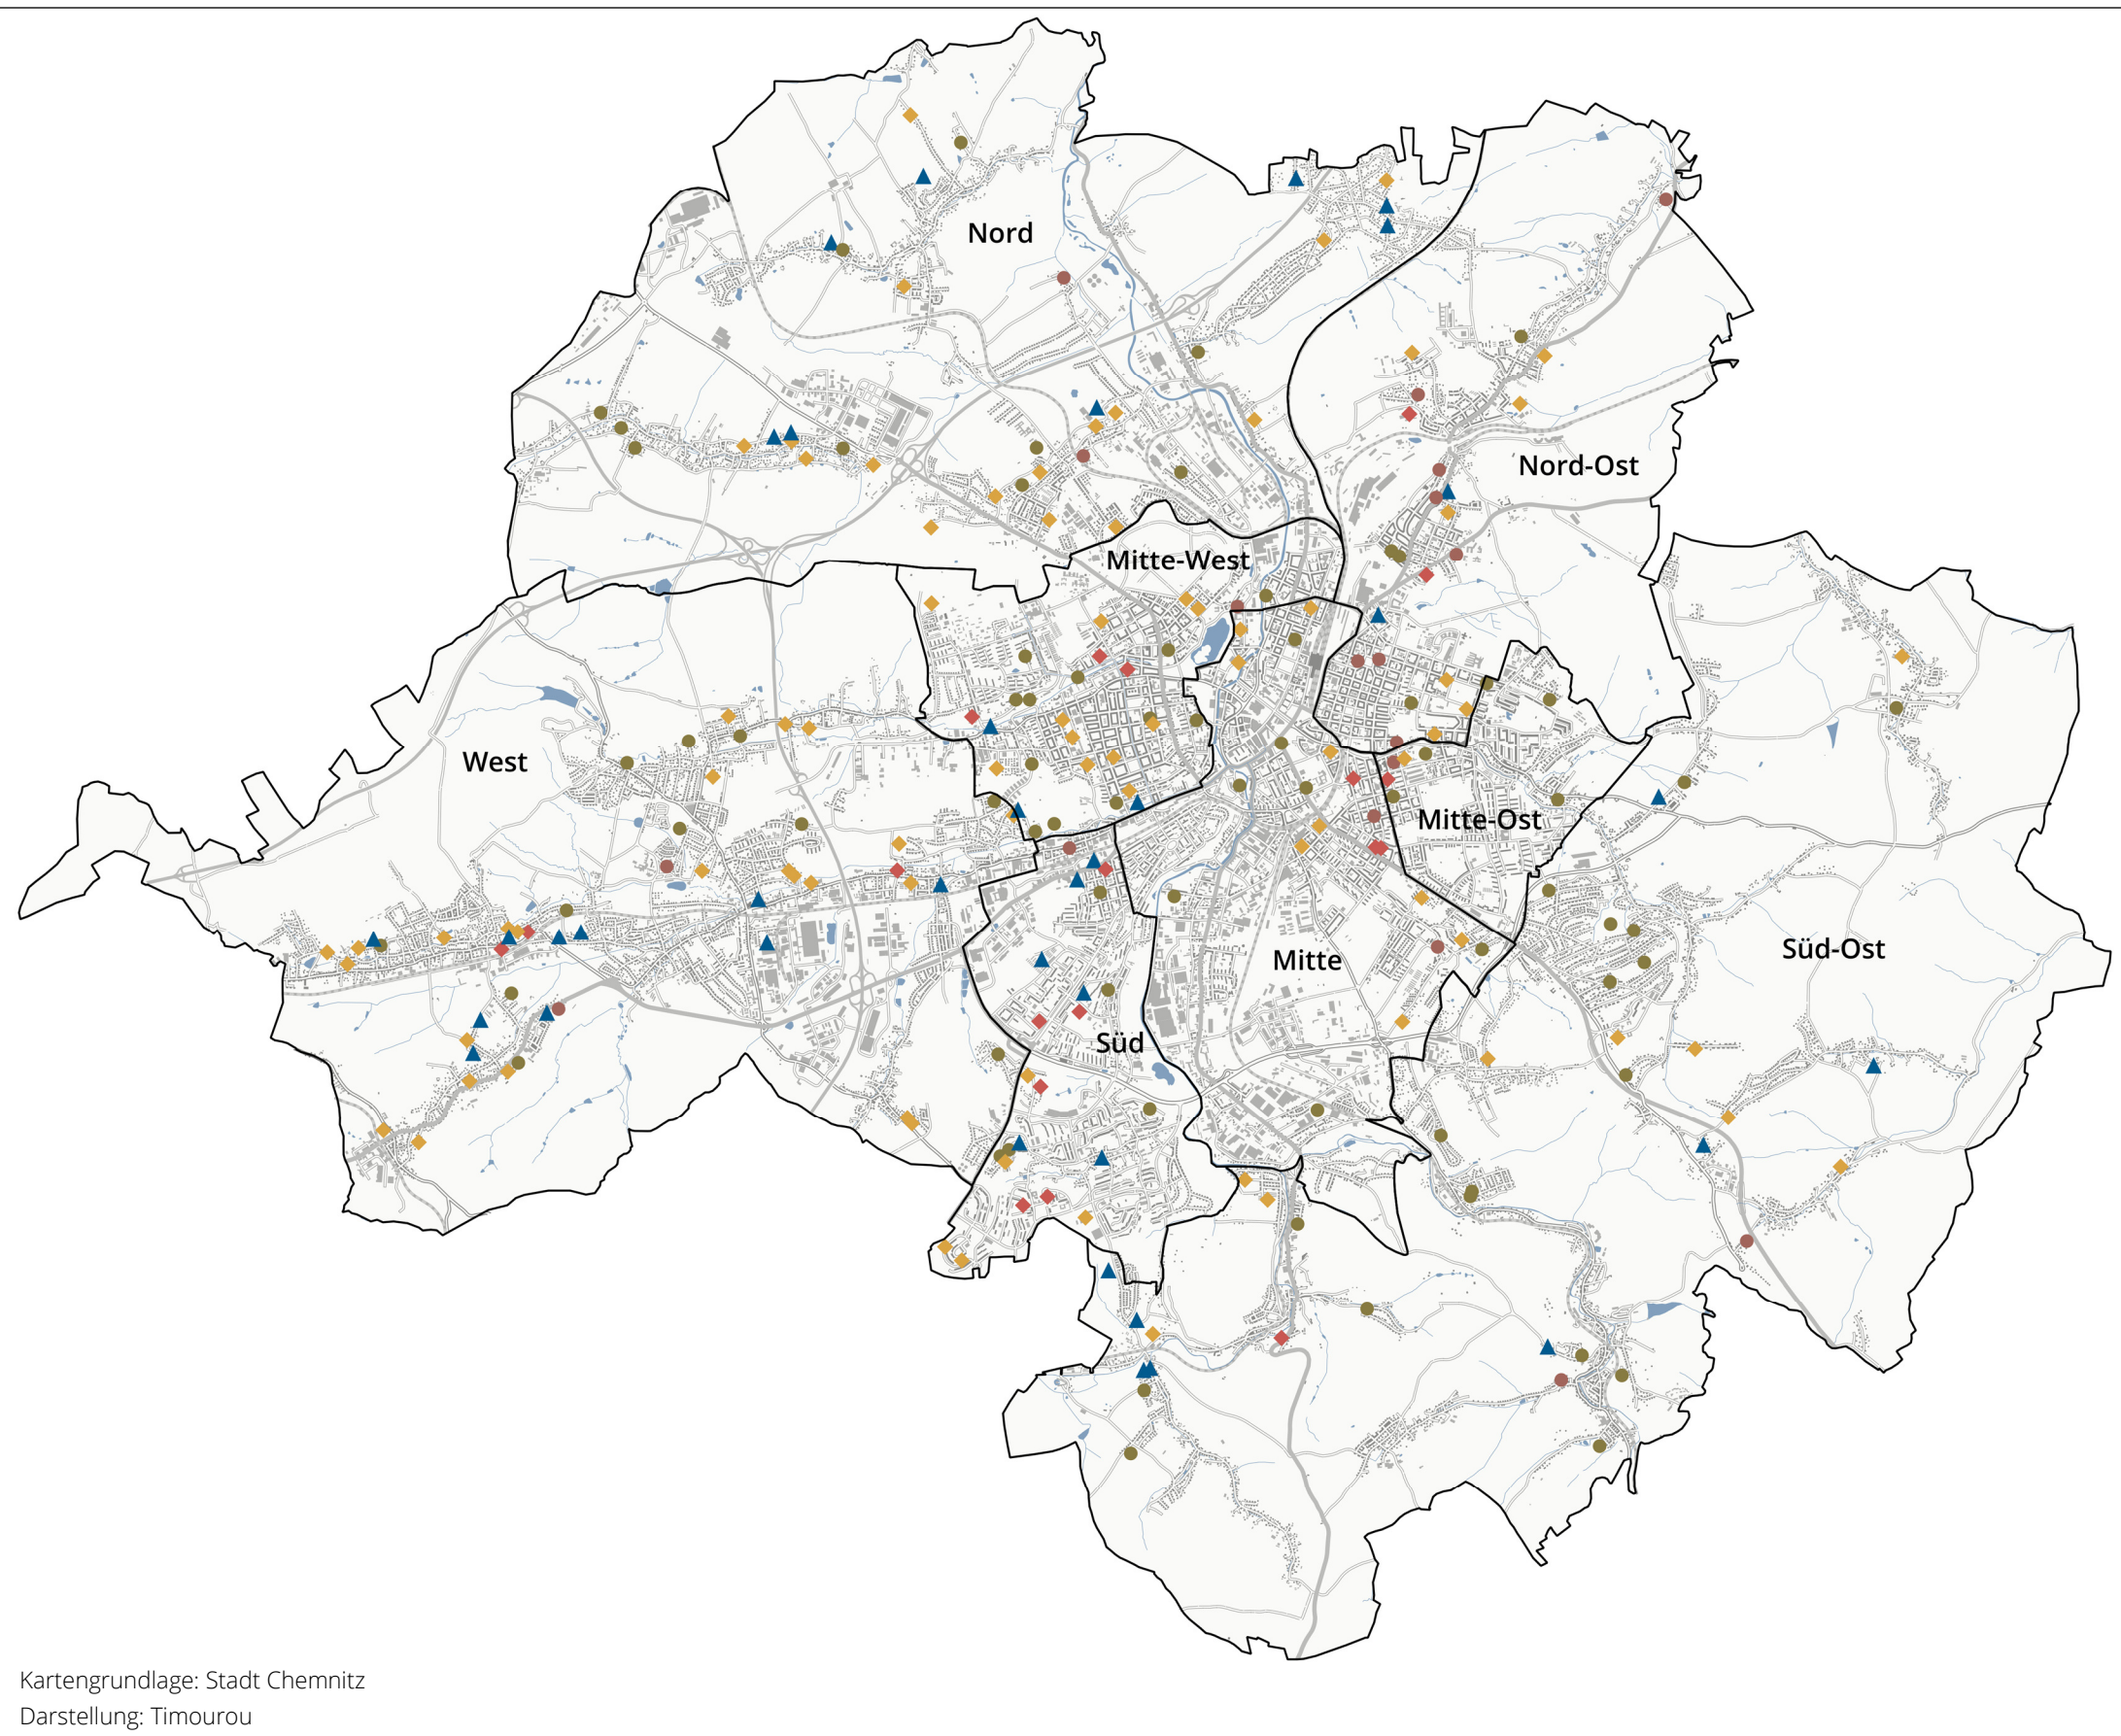 Nord
Nord-Ost
Mitte-West
West
Mitte-Ost
Süd-Ost
Mitte
Süd
Kartengrundlage: Stadt Chemnitz
Darstellung: Timourou